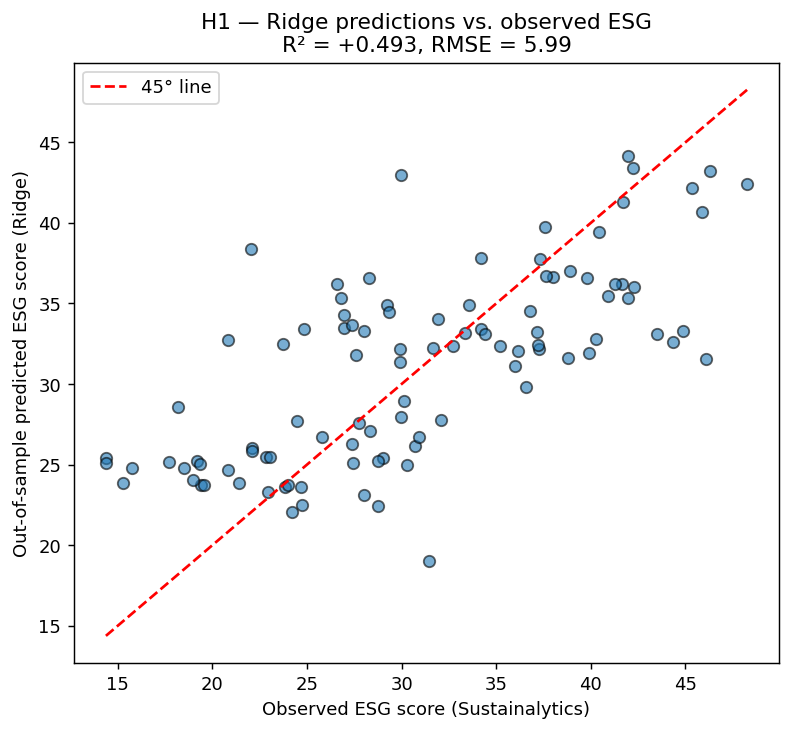 H1 — Ridge predictions vs. observed ESG
R² = +0.493, RMSE = 5.99
45° line
Out-of-sample predicted ESG score (Ridge)
45
40
35
30
25
20
15
15 20 25 30 35 40 45
Observed ESG score (Sustainalytics)